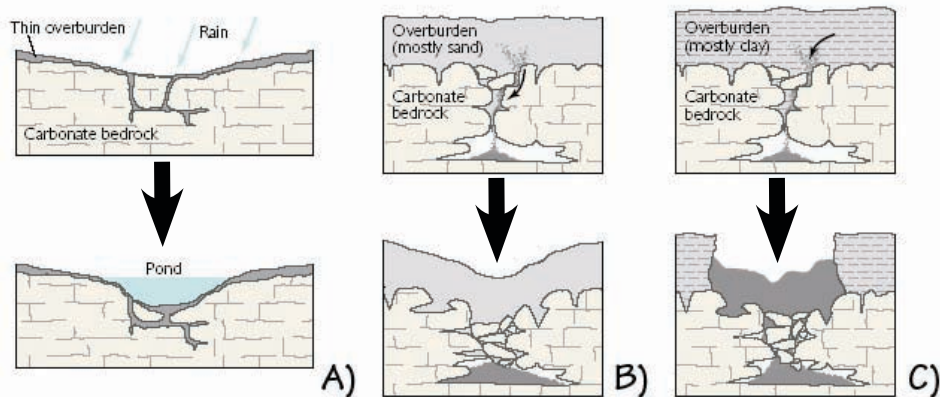 Thin overburden
Rain
Carbonate bedrock
Pond
A)
Overburden
(mostly sand)
Carbonate
bedrock
B)
Overburden
(mostly clay)
Carbonate
bedrock
C)